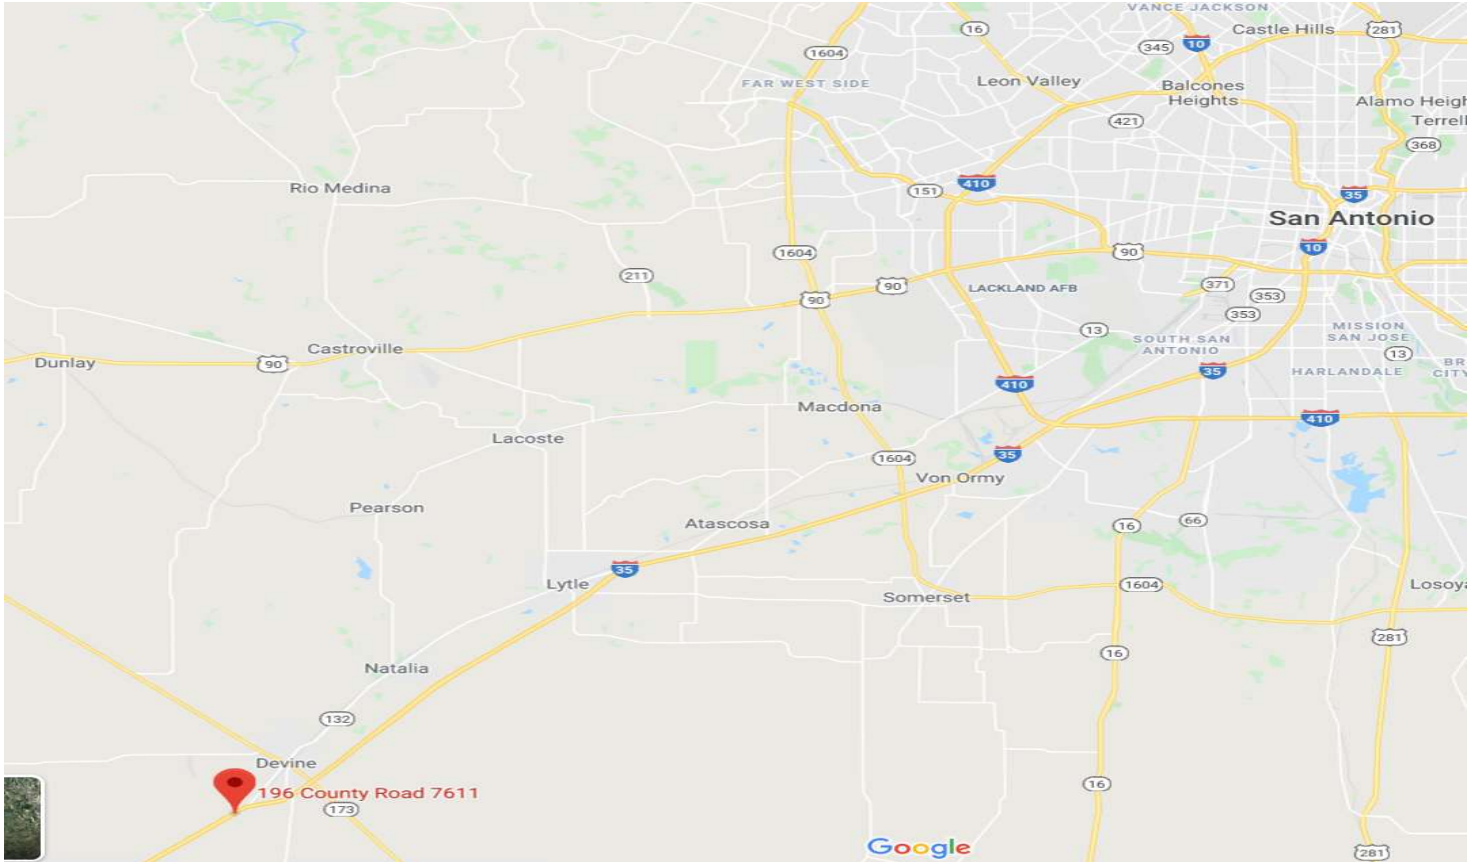 VANCE JACKSON
16
Castle Hills
281
345
10
1604
FAR WEST SIDE
Leon Valley
Balcones
Heights
Alamo Heigh
Terrell
421
368
Rio Medina
151
410
35
San Antonio
1604
90
10
211
90
LACKLAND AFB
371
353
90
353
13
MISSION
SAN JOSE
SOUTH SAN
ANTONIO
13
Castroville
Dunlay
90
BR
CITY
410
35
HARLANDALE
Macdona
410
Lacoste
1604
35
Von Ormy
Pearson
Atascosa
16
66
35
Lytle
1604
Losoya
Somerset
281
16
Natalia
132
Devine
196 County Road 7611
16
173
Google
281